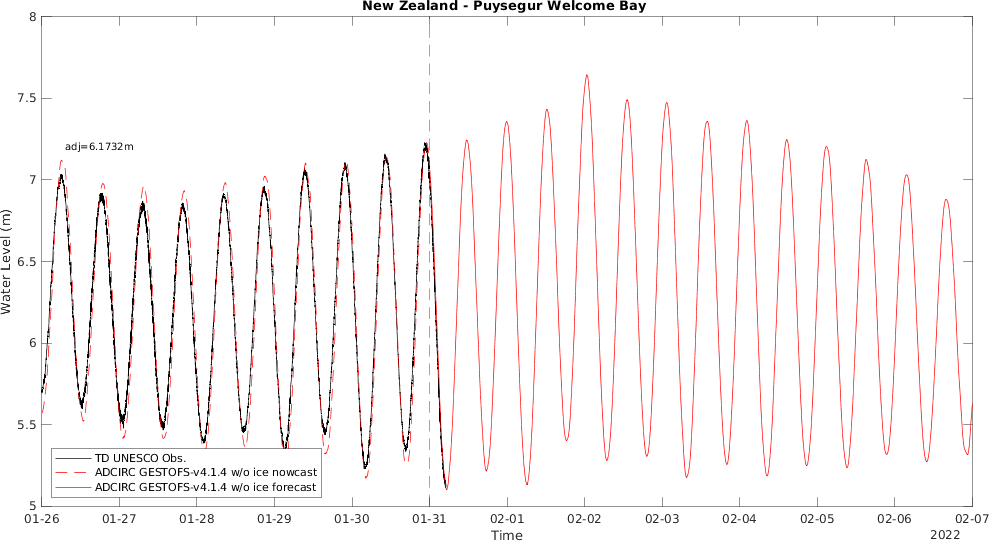 New Zealand - Puysegur Welcome Bay
8
7.5
7
6.5
6
5.5
5
Water Level (m)
adj=6.1732m
TD UNESCO Obs.
ADCIRC GESTOFS-v4.1.4 w/o ice nowcast
ADCIRC GESTOFS-v4.1.4 w/o ice forecast
01-26 01-27 01-28 01-29 01-30 01-31 02-01 02-02 02-03 02-04 02-05 02-06 02-07
Time
2022